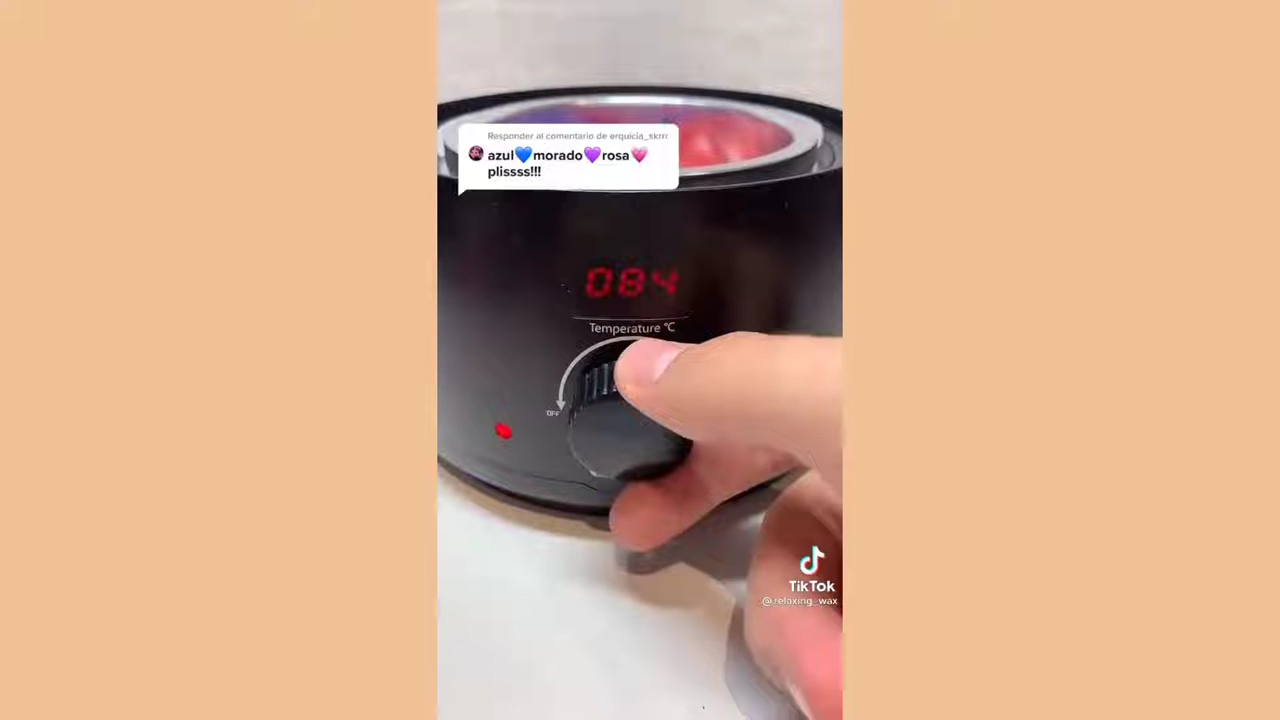 Responder al comentario de erquicia_skrrr
azul💙morado💜rosa💗
plissss!!!
084
Temperature °C
OFF
TikTok
@relaxing_wax